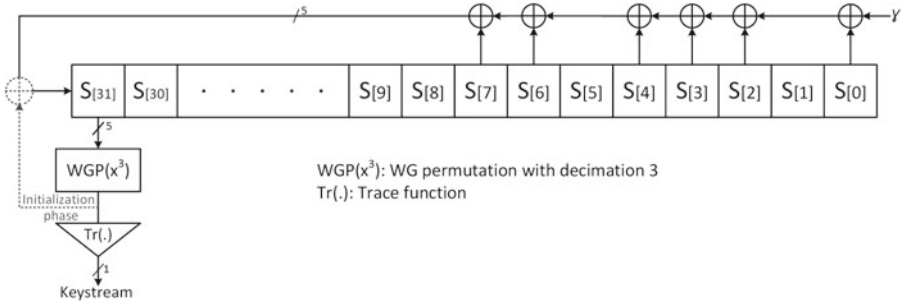 5
γ
S[31] S[30] · · · · · S[9] S[8] S[7] S[6] S[5] S[4] S[3] S[2] S[1] S[0]
5
WGP(x³)
WGP(x³): WG permutation with decimation 3
Tr(.): Trace function
Initialization
phase
Tr(.)
1
Keystream